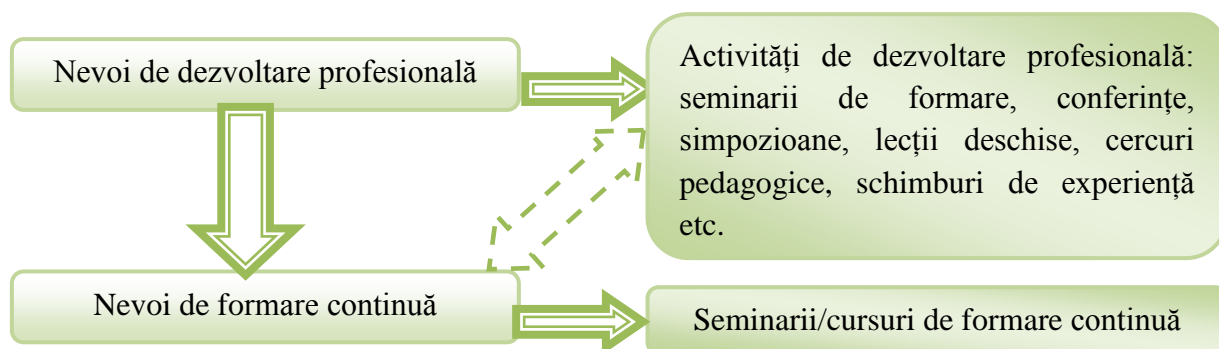 Nevoi de dezvoltare profesională
Activități de dezvoltare profesională:
seminarii de formare, conferințe,
simpozioane, lecții deschise, cercuri
pedagogice, schimburi de experiență
etc.
Nevoi de formare continuă
Seminarii/cursuri de formare continuă